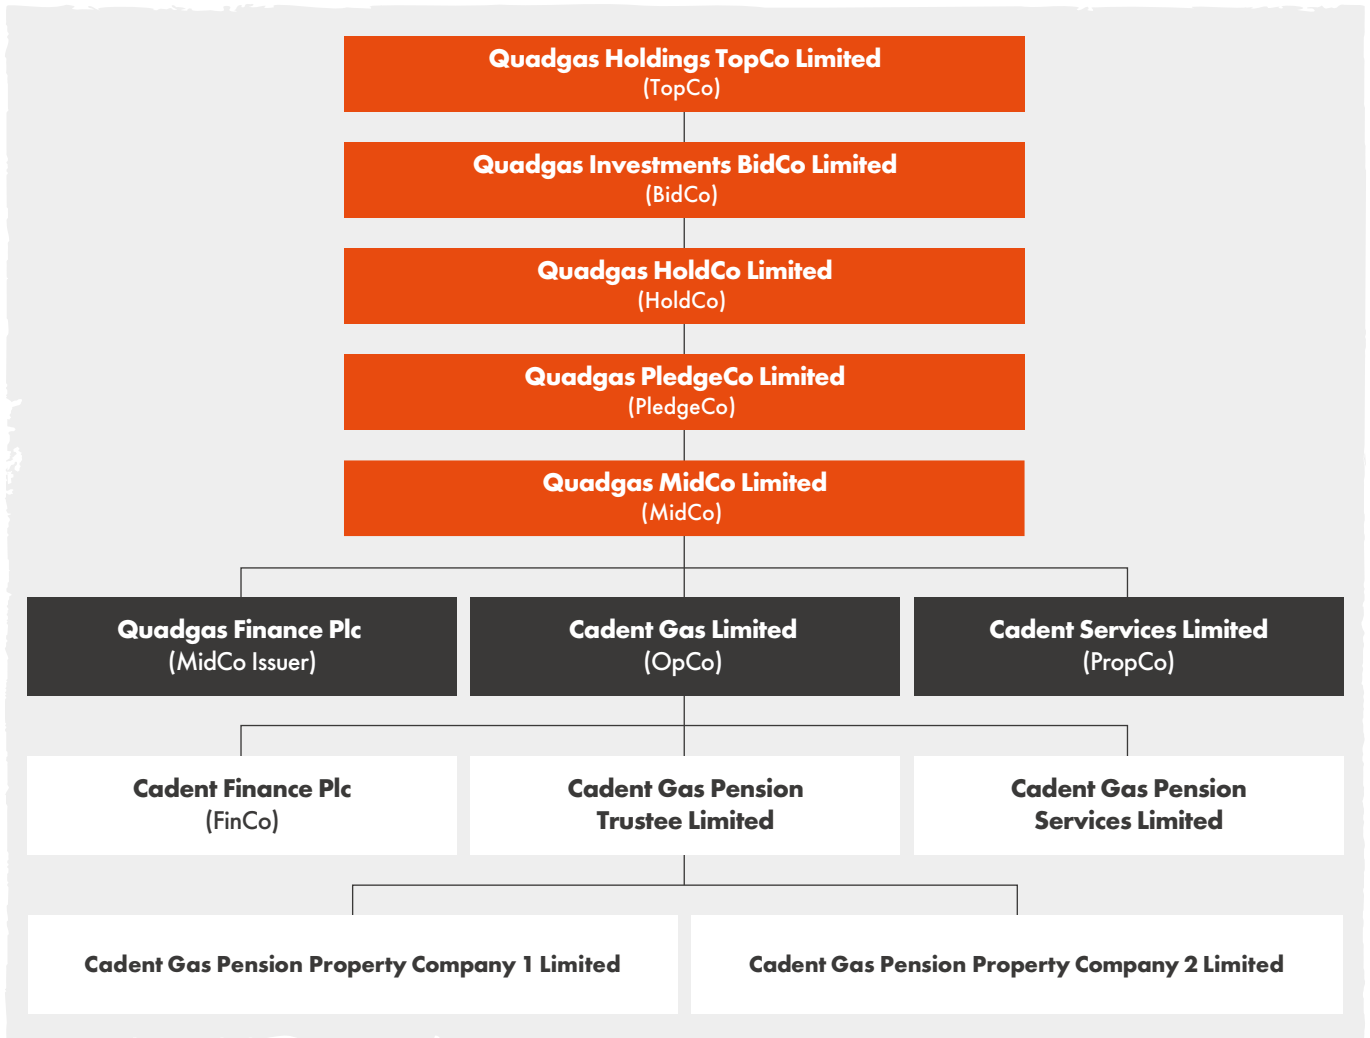 Quadgas Holdings TopCo Limited
(TopCo)
Quadgas Investments BidCo Limited
(BidCo)
Quadgas HoldCo Limited
(HoldCo)
Quadgas PledgeCo Limited
(PledgeCo)
Quadgas MidCo Limited
(MidCo)
Quadgas Finance Plc
(MidCo Issuer)
Cadent Gas Limited
(OpCo)
Cadent Services Limited
(PropCo)
Cadent Finance Plc
(FinCo)
Cadent Gas Pension
Trustee Limited
Cadent Gas Pension
Services Limited
Cadent Gas Pension Property Company 1 Limited
Cadent Gas Pension Property Company 2 Limited